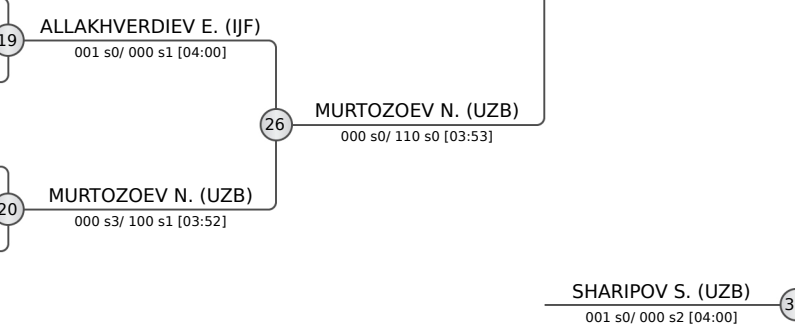 ALLAKHVERDIEV E. (IJF)
19
001 s0/ 000 s1 [04:00]
MURTOZOEV N. (UZB)
26
000 s0/ 110 s0 [03:53]
MURTOZOEV N. (UZB)
20
000 s3/ 100 s1 [03:52]
SHARIPOV S. (UZB)
001 s0/ 000 s2 [04:00]